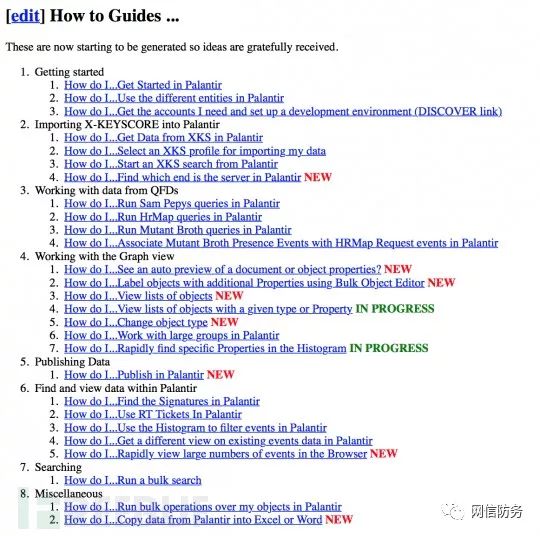 [edit] How to Guides ...
These are now starting to be generated so ideas are gratefully received.
1. Getting started
1. How do I...Get Started in Palantir
2. How do I...Use the different entities in Palantir
3. How do I...Get the accounts I need and set up a development environment (DISCOVER link)
2. Importing X-KEYSCORE into Palantir
1. How do I...Get Data from XKS in Palantir
2. How do I...Select an XKS profile for importing my data
3. How do I...Start an XKS search from Palantir
4. How do I...Find which end is the server in Palantir NEW
3. Working with data from QFDs
1. How do I...Run Sam Pepys queries in Palantir
2. How do I...Run HrMap queries in Palantir
3. How do I...Run Mutant Broth queries in Palantir
4. How do I...Associate Mutant Broth Presence Events with HRMap Request events in Palantir
4. Working with the Graph view
1. How do I...See an auto preview of a document or object properties? NEW
2. How do I...Label objects with additional Properties using Bulk Object Editor NEW
3. How do I...View lists of objects NEW
4. How do I...View lists of objects with a given type or Property IN PROGRESS
5. How do I...Change object type NEW
6. How do I...Work with large groups in Palantir
7. How do I...Rapidly find specific Properties in the Histogram IN PROGRESS
5. Publishing Data
1. How do I...Publish in Palantir NEW
6. Find and view data within Palantir
1. How do I...Find the Signatures in Palantir
2. How do I...Use RT Tickets In Palantir
3. How do I...Use the Histogram to filter events in Palantir
4. How do I...Get a different view on existing events data in Palantir
5. How do I...Rapidly view large numbers of events in the Browser NEW
7. Searching
1. How do I...Run a bulk search
8. Miscellaneous
1. How do I...Run bulk operations over my objects in Palantir
2. How do I...Copy data from Palantir into Excel or Word NEW
网信防务